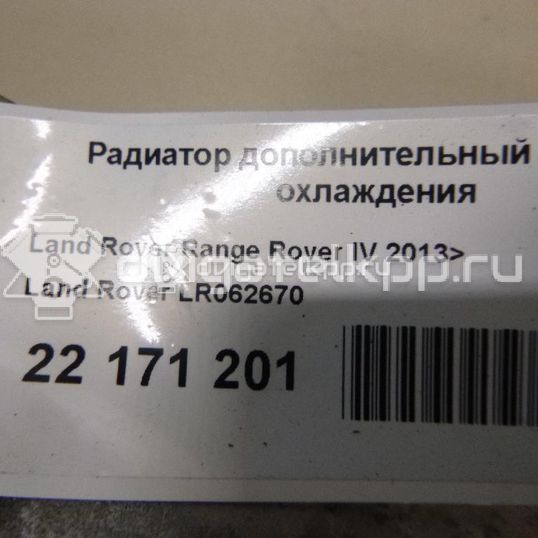 Радиатор дополнительный
охлаждения
Land Rover Range Rover IV 2013>
Land Rover LR062670
22 171 201